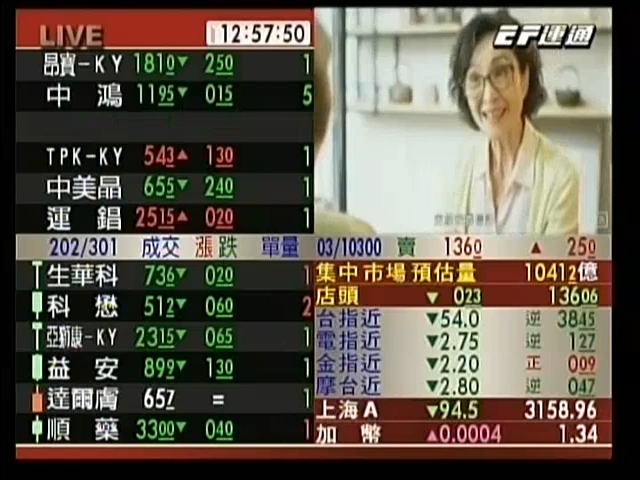 LIVE 12:57:50
EF運通
昂寶-KY 1810▼ 250 1
中 鴻 1195▼ 015 5
TPK-KY 543▲ 130 1
中美晶 655▼ 240 1
運 錩 2515▲ 020 1
202/301 成交 漲跌 單量
03/10300 賣 1360 ▲ 250
生華科 736▼ 020 1
科 懋 512▼ 060 2
亞獅康-KY 2315▼ 065 1
益 安 899▼ 130 1
達爾膚 657 = 1
順 藥 3300▼ 040 1
集中市場預估量 10412億
店頭 ▼ 023 13606
台指近 ▼54.0 逆 3845
電指近 ▼2.75 逆 127
金指近 ▼2.20 正 009
摩台近 ▼2.80 逆 047
上海A ▼94.5 3158.96
加 幣 ▲0.0004 1.34